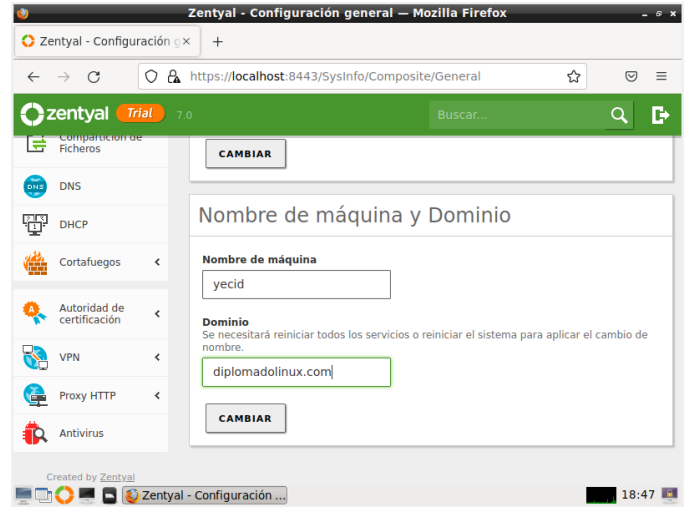 Zentyal - Configuración general — Mozilla Firefox
Zentyal - Configuración g
https://localhost:8443/SysInfo/Composite/General
zentyal Trial 7.0
Buscar...
Compartición de
Ficheros
DNS
DNS
DHCP
Cortafuegos
Autoridad de
certificación
VPN
Proxy HTTP
Antivirus
Created by Zentyal
CAMBIAR
Nombre de máquina y Dominio
Nombre de máquina
yecid
Dominio
Se necesitará reiniciar todos los servicios o reiniciar el sistema para aplicar el cambio de
nombre.
diplomadolinux.com
CAMBIAR
Zentyal - Configuración ...
18:47